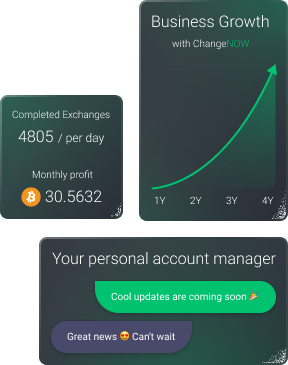 Business Growth
with ChangeNOW
1Y 2Y 3Y 4Y
Completed Exchanges
4805 / per day
Monthly profit
30.5632
Your personal account manager
Cool updates are coming soon 🎉
Great news 😍 Can't wait